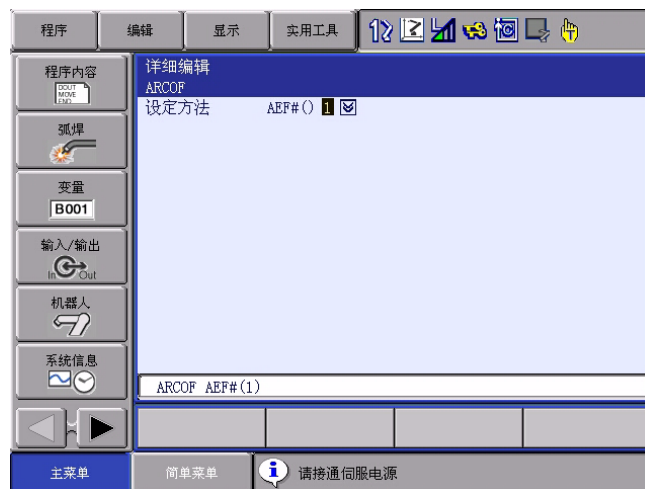 程序 编辑 显示 实用工具
程序内容
DOUT
MOVE
END
弧焊
变量
B001
输入/输出
In Out
机器人
系统信息
详细编辑
ARCOF
设定方法 AEF#() 1
ARCOF AEF#(1)
主菜单 简单菜单 请接通伺服电源